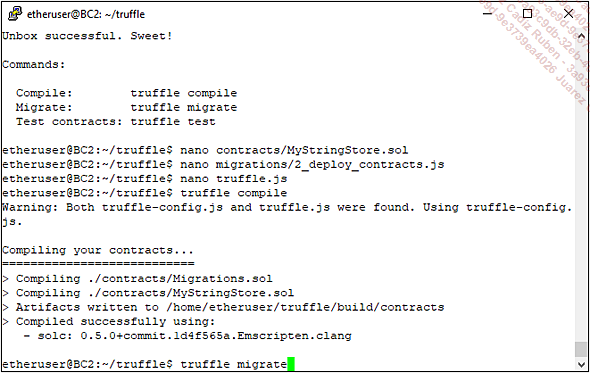 etheruser@BC2: ~/truffle
Unbox successful. Sweet!
Commands:
Compile:        truffle compile
Migrate:        truffle migrate
Test contracts: truffle test
etheruser@BC2:~/truffle$ nano contracts/MyStringStore.sol
etheruser@BC2:~/truffle$ nano migrations/2_deploy_contracts.js
etheruser@BC2:~/truffle$ nano truffle.js
etheruser@BC2:~/truffle$ truffle compile
Warning: Both truffle-config.js and truffle.js were found. Using truffle-config.
js.
Compiling your contracts...
===========================
> Compiling ./contracts/Migrations.sol
> Compiling ./contracts/MyStringStore.sol
> Artifacts written to /home/etheruser/truffle/build/contracts
> Compiled successfully using:
   - solc: 0.5.0+commit.1d4f565a.Emscripten.clang
etheruser@BC2:~/truffle$ truffle migrate